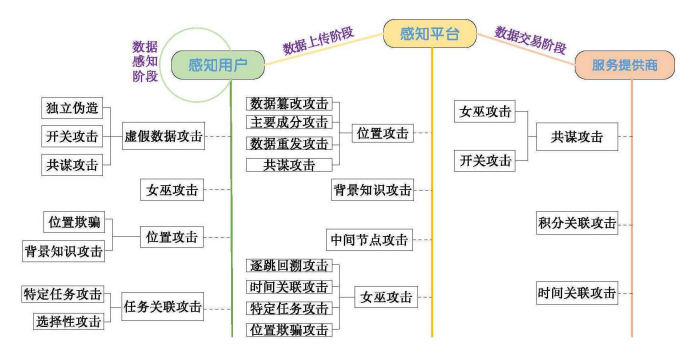 数据
感知
阶段
感知用户
数据上传阶段
感知平台
数据交易阶段
服务提供商
独立伪造
开关攻击
共谋攻击
虚假数据攻击
女巫攻击
位置欺骗
背景知识攻击
位置攻击
特定任务攻击
选择性攻击
任务关联攻击
数据篡改攻击
主要成分攻击
数据重发攻击
共谋攻击
位置攻击
背景知识攻击
中间节点攻击
逐跳回溯攻击
时间关联攻击
特定任务攻击
位置欺骗攻击
女巫攻击
女巫攻击
开关攻击
共谋攻击
积分关联攻击
时间关联攻击